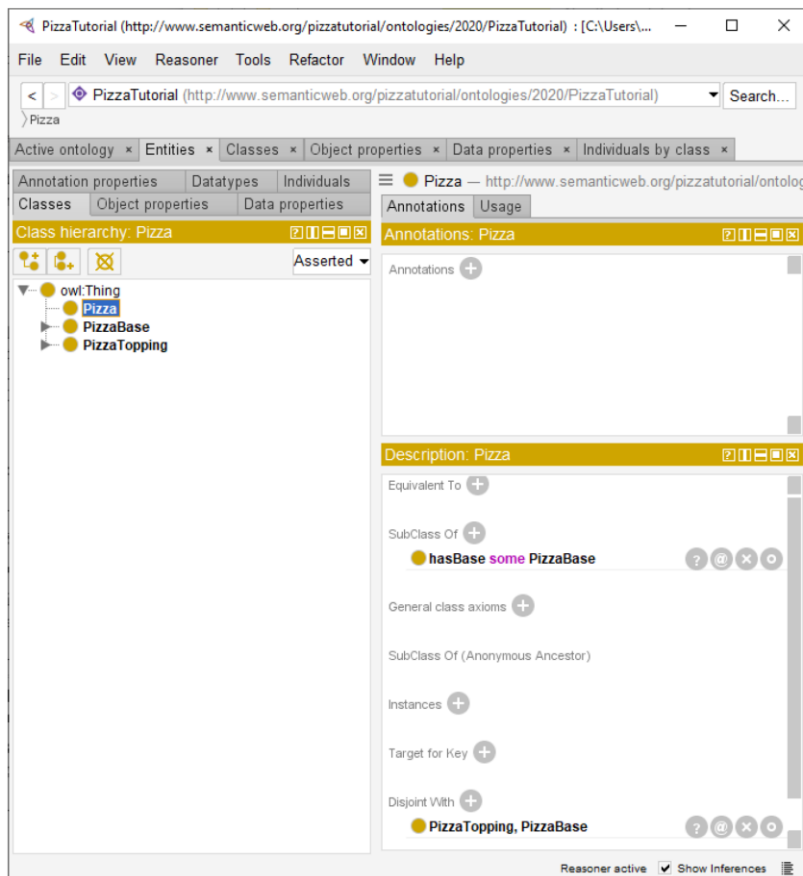 PizzaTutorial (http://www.semanticweb.org/pizzatutorial/ontologies/2020/PizzaTutorial) : [C:\Users\...
File Edit View Reasoner Tools Refactor Window Help
< > PizzaTutorial (http://www.semanticweb.org/pizzatutorial/ontologies/2020/PizzaTutorial) Search...
Pizza
Active ontology × Entities × Classes × Object properties × Data properties × Individuals by class ×
Annotation properties Datatypes Individuals
Classes Object properties Data properties
Class hierarchy: Pizza
Asserted
owl:Thing
Pizza
PizzaBase
PizzaTopping
Pizza — http://www.semanticweb.org/pizzatutorial/ontolog
Annotations Usage
Annotations: Pizza
Annotations
Description: Pizza
Equivalent To
SubClass Of
hasBase some PizzaBase
General class axioms
SubClass Of (Anonymous Ancestor)
Instances
Target for Key
Disjoint With
PizzaTopping, PizzaBase
Reasoner active Show Inferences